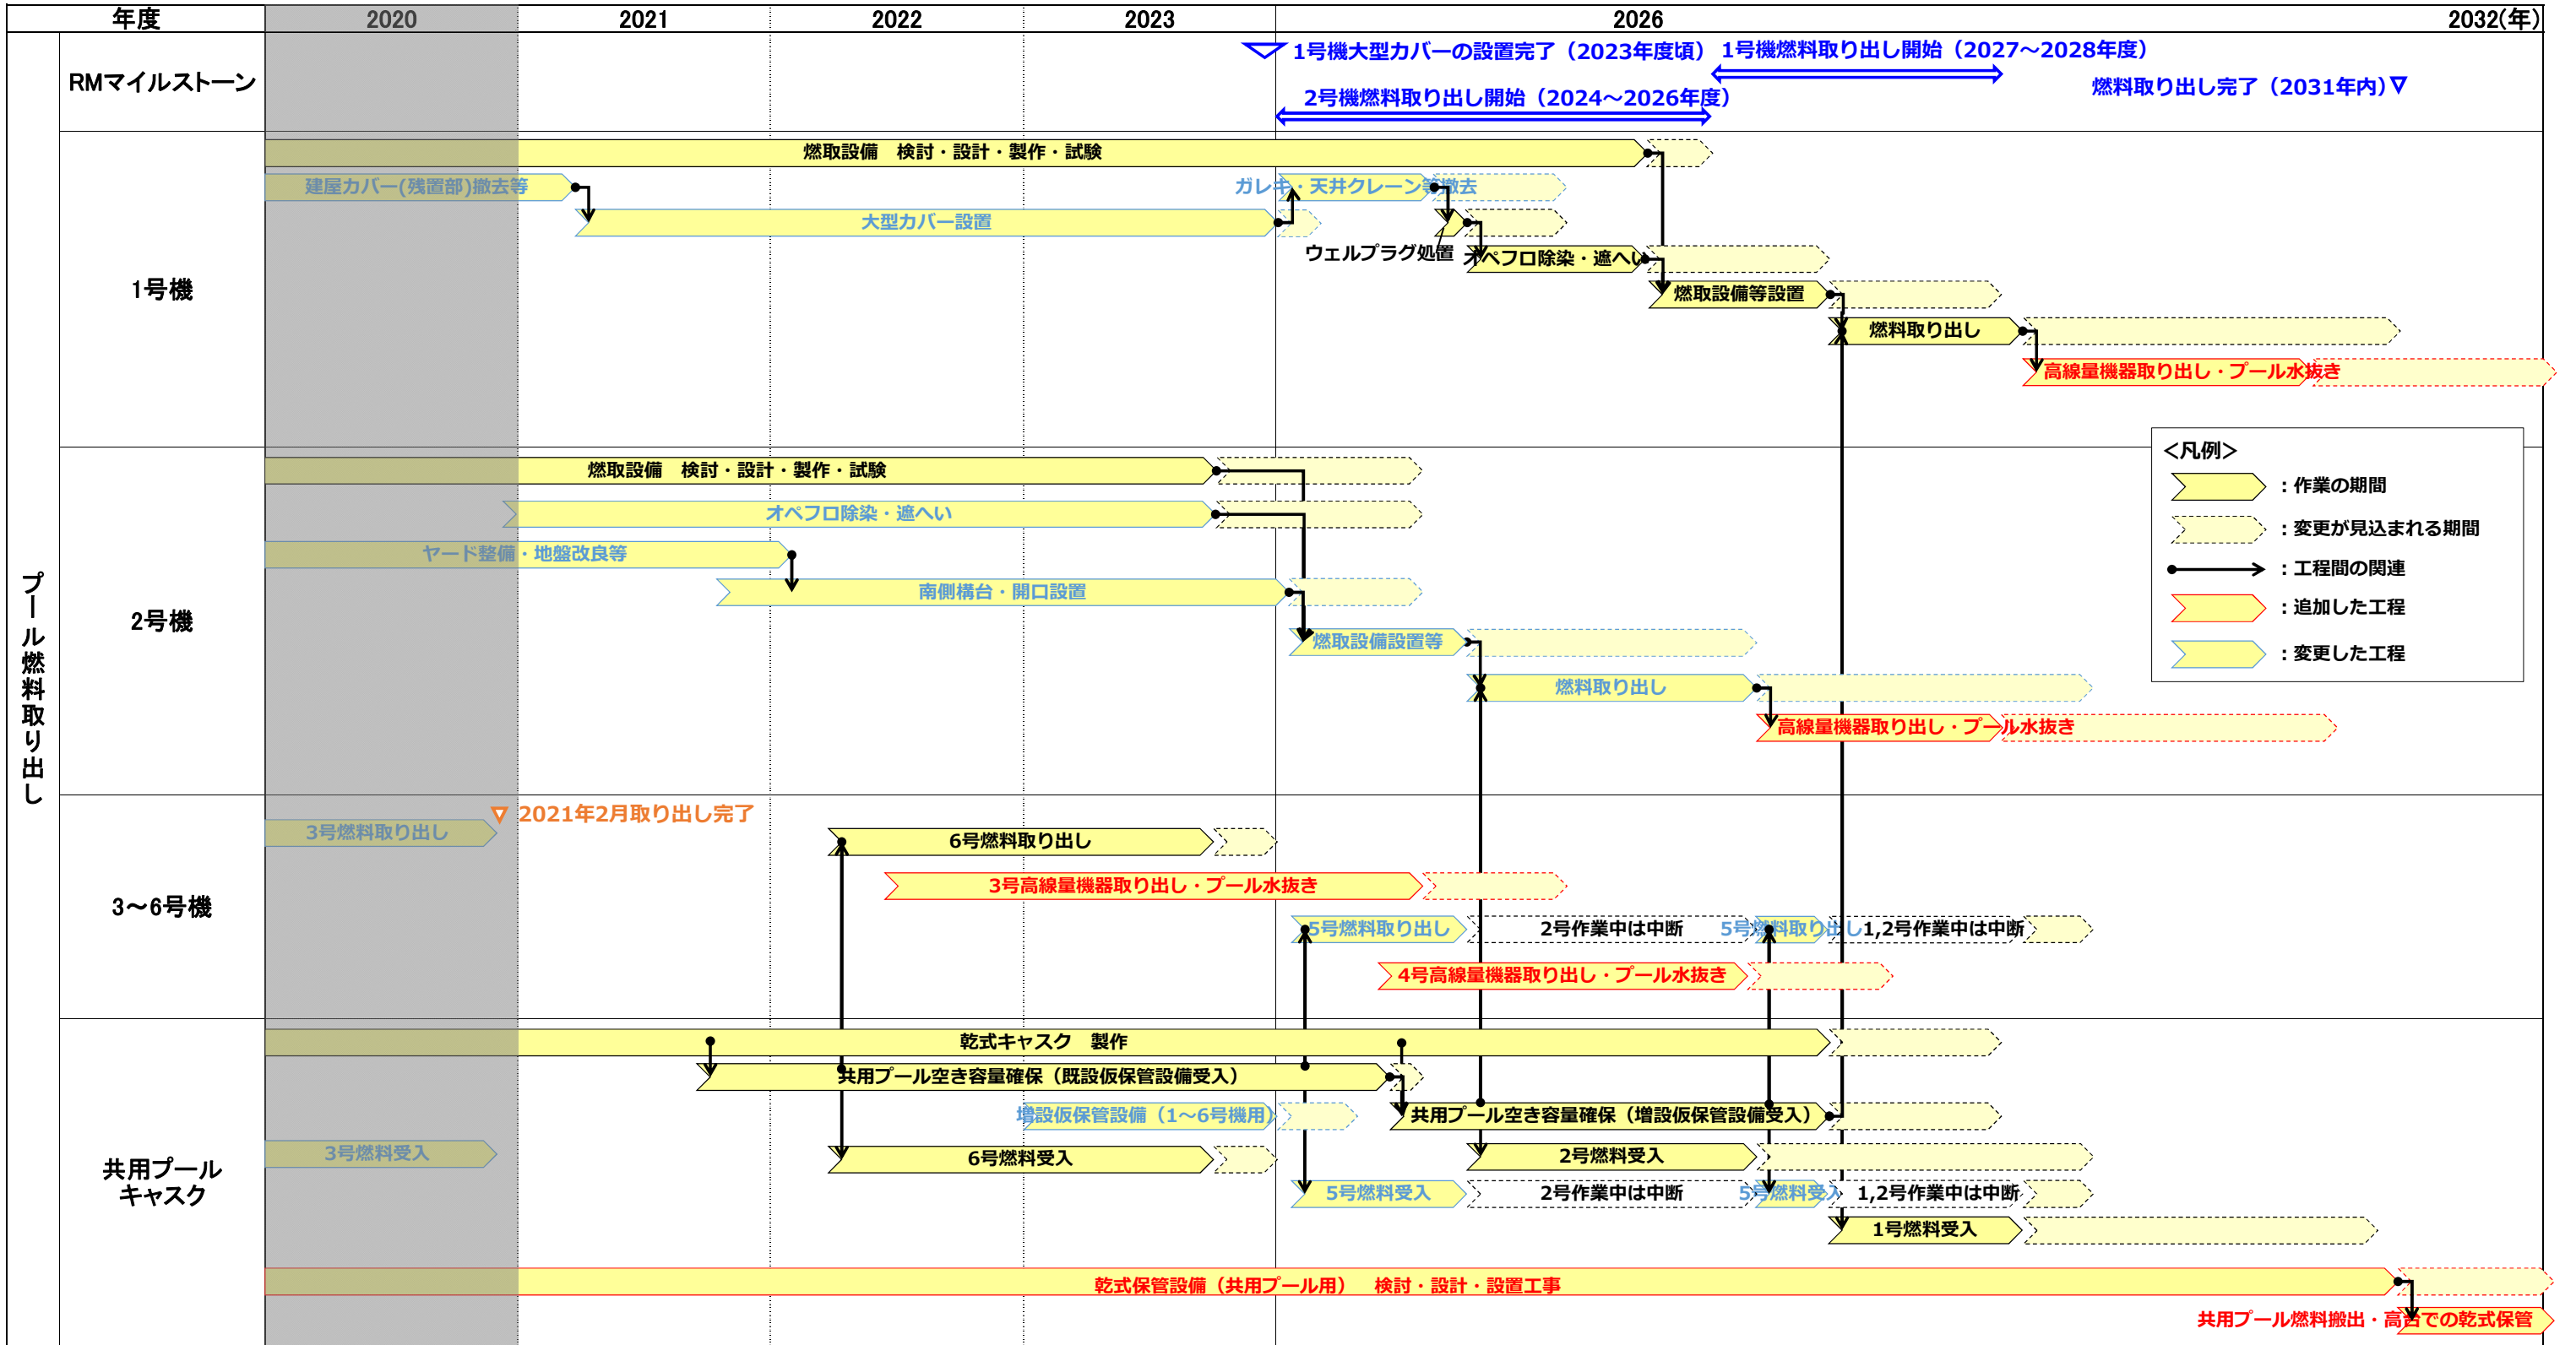 年度 2020 2021 2022 2023 2026 2032(年)
プール燃料取り出し
RMマイルストーン
1号機大型カバーの設置完了（2023年度頃）
1号機燃料取り出し開始（2027～2028年度）
燃料取り出し完了（2031年内）
2号機燃料取り出し開始（2024～2026年度）
1号機
燃取設備　検討・設計・製作・試験
建屋カバー(残置部)撤去等
ガレキ・天井クレーン等撤去
大型カバー設置
ウェルプラグ処置
オペフロ除染・遮へい
燃取設備等設置
燃料取り出し
高線量機器取り出し・プール水抜き
<凡例>
：作業の期間
：変更が見込まれる期間
：工程間の関連
：追加した工程
：変更した工程
2号機
燃取設備　検討・設計・製作・試験
オペフロ除染・遮へい
ヤード整備・地盤改良等
南側構台・開口設置
燃取設備設置等
燃料取り出し
高線量機器取り出し・プール水抜き
3～6号機
2021年2月取り出し完了
3号燃料取り出し
6号燃料取り出し
3号高線量機器取り出し・プール水抜き
5号燃料取り出し
2号作業中は中断
5号燃料取り出し
1,2号作業中は中断
4号高線量機器取り出し・プール水抜き
共用プール
キャスク
乾式キャスク　製作
共用プール空き容量確保（既設仮保管設備受入）
増設仮保管設備（1～6号機用）
共用プール空き容量確保（増設仮保管設備受入）
3号燃料受入
6号燃料受入
2号燃料受入
5号燃料受入
2号作業中は中断
5号燃料受入
1,2号作業中は中断
1号燃料受入
乾式保管設備（共用プール用）　検討・設計・設置工事
共用プール燃料搬出・高台での乾式保管